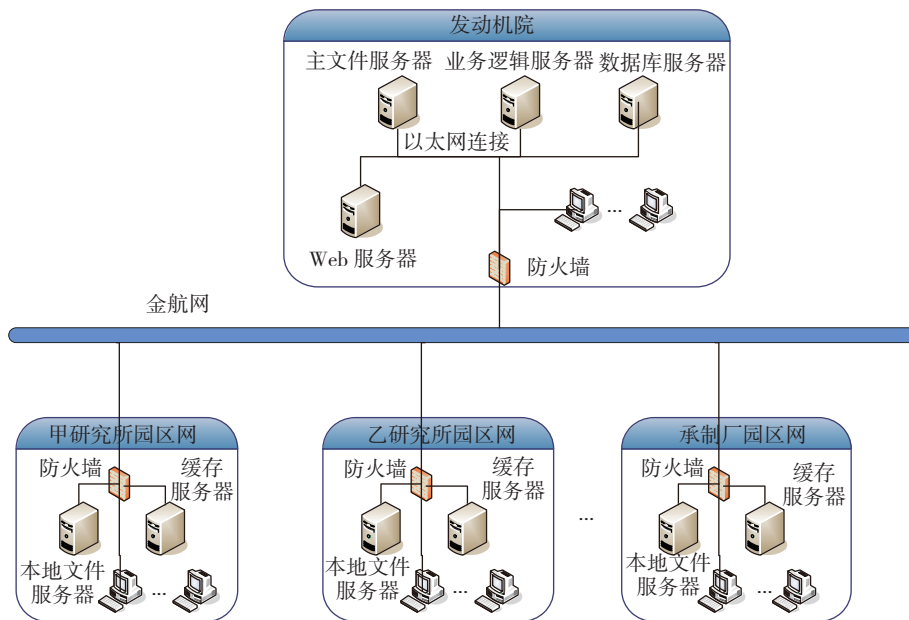 发动机院
主文件服务器 业务逻辑服务器 数据库服务器
以太网连接
...
Web 服务器
防火墙
金航网
甲研究所园区网
防火墙
缓存
服务器
本地文件
服务器
...
乙研究所园区网
防火墙
缓存
服务器
...
本地文件
服务器
...
...
承制厂园区网
防火墙
缓存
服务器
...
本地文件
服务器
...